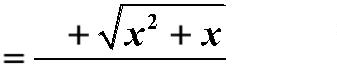 = + √(x² + x)